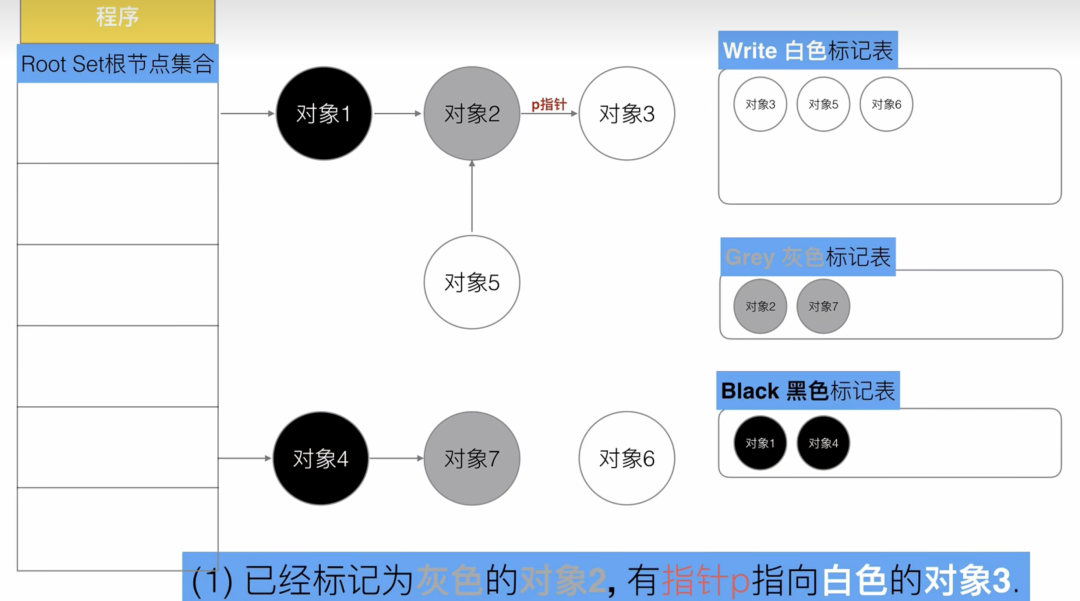 程序
Root Set根节点集合
对象1
对象2
p指针
对象3
对象5
对象4
对象7
对象6
Write 白色标记表
对象3 对象5 对象6
Grey 灰色标记表
对象2 对象7
Black 黑色标记表
对象1 对象4
(1) 已经标记为灰色的对象2, 有指针p指向白色的对象3.